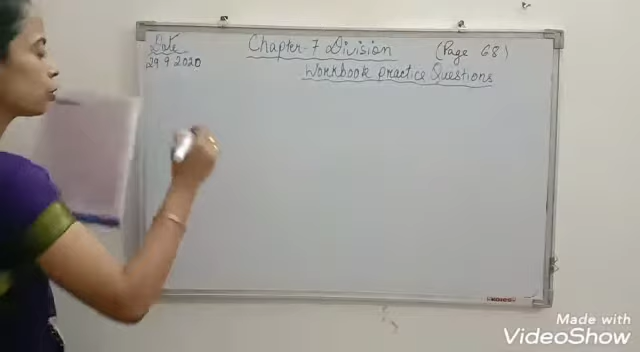 Date
29 9 2020
Chapter-7 Division (Page 68)
Workbook practice Questions
Made with
VideoShow